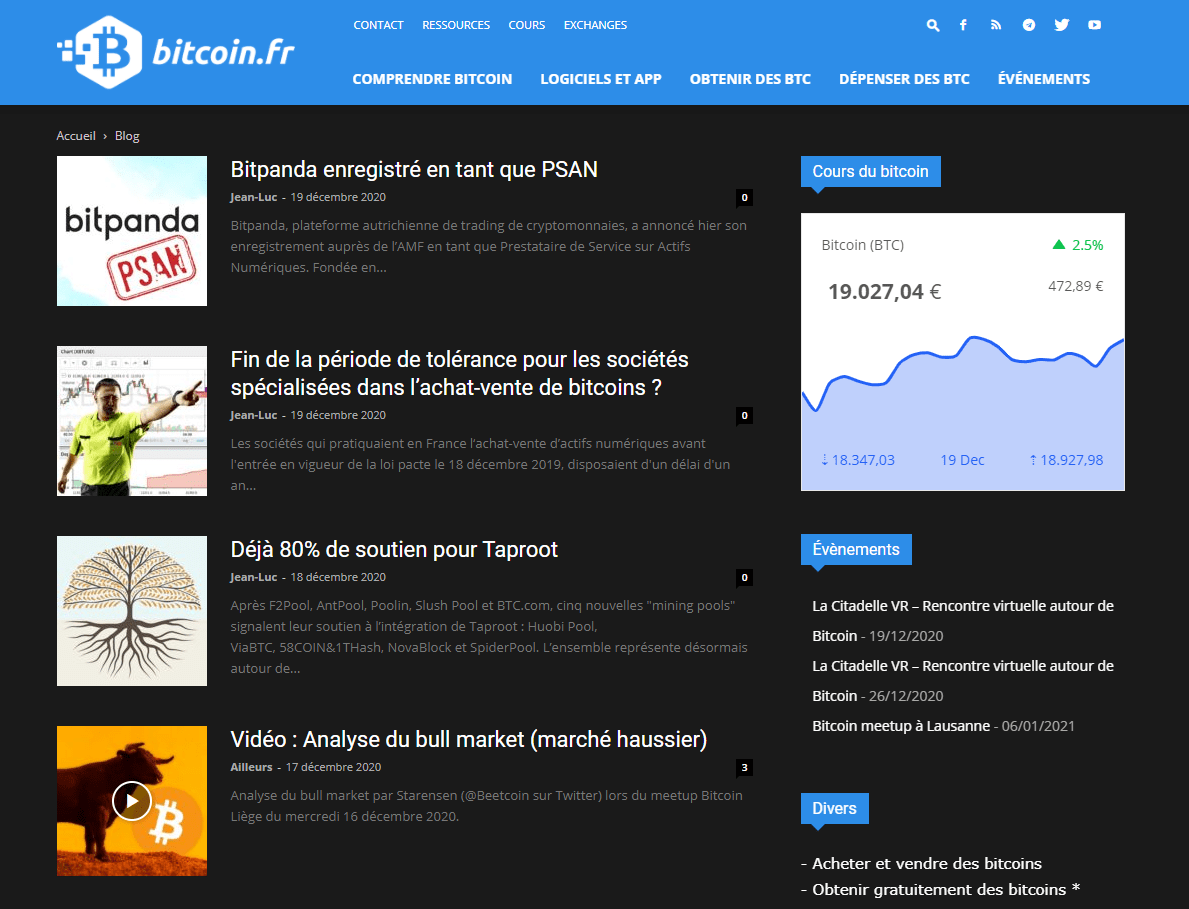 bitcoin.fr
CONTACT
RESSOURCES
COURS
EXCHANGES
COMPRENDRE BITCOIN
LOGICIELS ET APP
OBTENIR DES BTC
DÉPENSER DES BTC
ÉVÉNEMENTS
Accueil › Blog
bitpanda
PSAN
Bitpanda enregistré en tant que PSAN
Jean-Luc - 19 décembre 2020
0
Bitpanda, plateforme autrichienne de trading de cryptomonnaies, a annoncé hier son
enregistrement auprès de l’AMF en tant que Prestataire de Service sur Actifs
Numériques. Fondée en...
Chart (XBTUSD)
Fin de la période de tolérance pour les sociétés
spécialisées dans l’achat-vente de bitcoins ?
Jean-Luc - 19 décembre 2020
0
Les sociétés qui pratiquaient en France l’achat-vente d’actifs numériques avant
l'entrée en vigueur de la loi pacte le 18 décembre 2019, disposaient d'un délai d'un
an...
Déjà 80% de soutien pour Taproot
Jean-Luc - 18 décembre 2020
0
Après F2Pool, AntPool, Poolin, Slush Pool et BTC.com, cinq nouvelles "mining pools"
signalent leur soutien à l’intégration de Taproot : Huobi Pool,
ViaBTC, 58COIN&1THash, NovaBlock et SpiderPool. L’ensemble représente désormais
autour de...
Vidéo : Analyse du bull market (marché haussier)
Ailleurs - 17 décembre 2020
3
Analyse du bull market par Starensen (@Beetcoin sur Twitter) lors du meetup Bitcoin
Liège du mercredi 16 décembre 2020.
Cours du bitcoin
Bitcoin (BTC)
▲ 2.5%
19.027,04 €
472,89 €
⇣ 18.347,03
19 Dec
⇡ 18.927,98
Évènements
La Citadelle VR – Rencontre virtuelle autour de
Bitcoin - 19/12/2020
La Citadelle VR – Rencontre virtuelle autour de
Bitcoin - 26/12/2020
Bitcoin meetup à Lausanne - 06/01/2021
Divers
- Acheter et vendre des bitcoins
- Obtenir gratuitement des bitcoins *